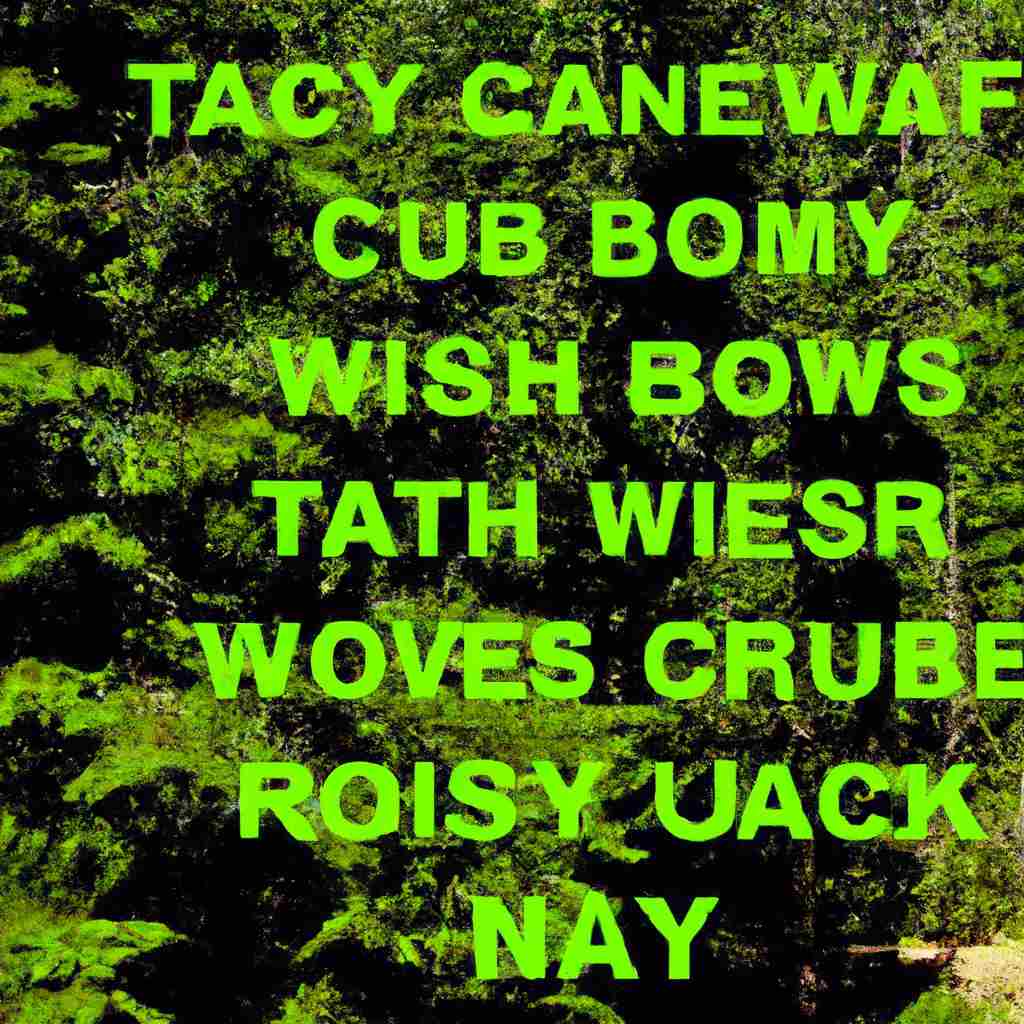 TACY CANEWAF
CUB BOMY
WISH BOWS
TATH WIESR
WOVES CRUBE
ROISY UACK
NAY